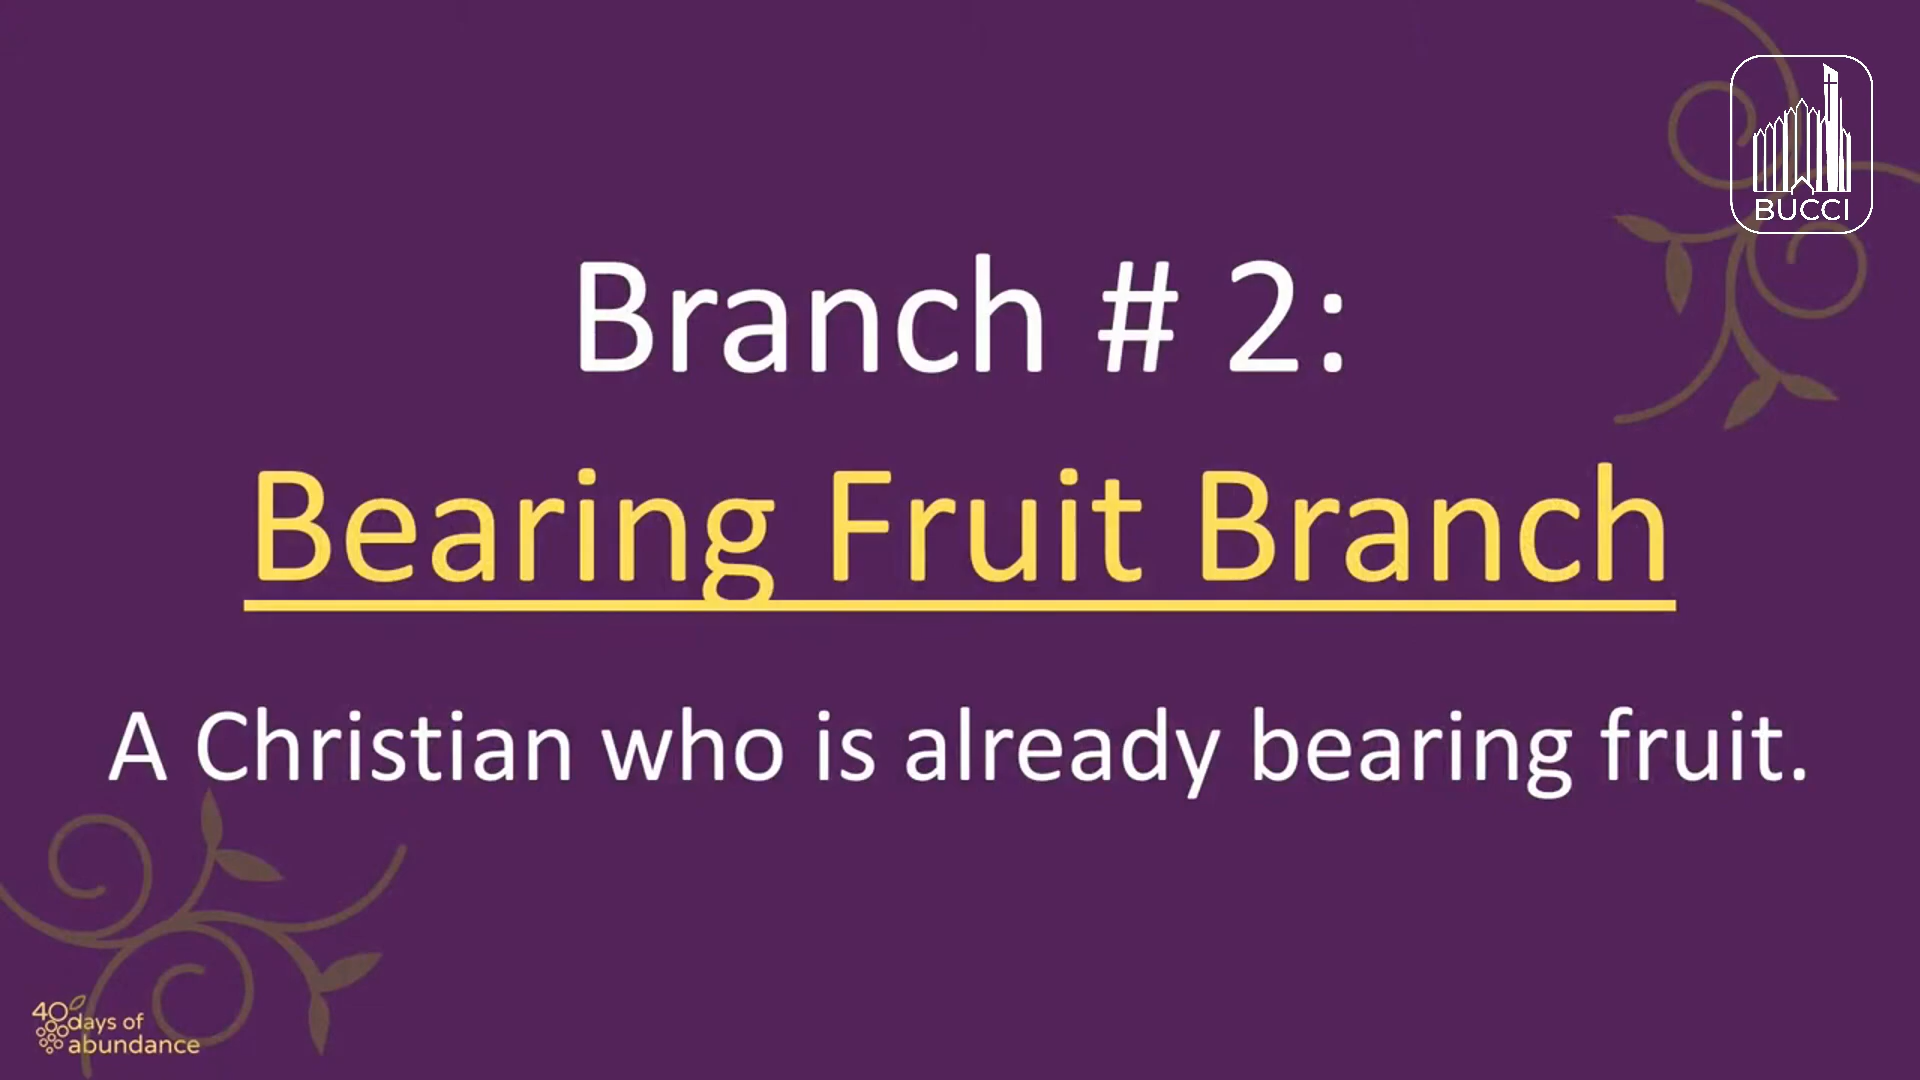 BUCCI
Branch # 2:
Bearing Fruit Branch
A Christian who is already bearing fruit.
40 days of
abundance